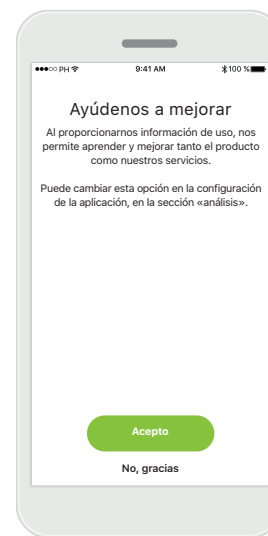 PH 9:41 AM 100 %
Ayúdenos a mejorar
Al proporcionarnos información de uso, nos
permite aprender y mejorar tanto el producto
como nuestros servicios.
Puede cambiar esta opción en la configuración
de la aplicación, en la sección «análisis».
Acepto
No, gracias